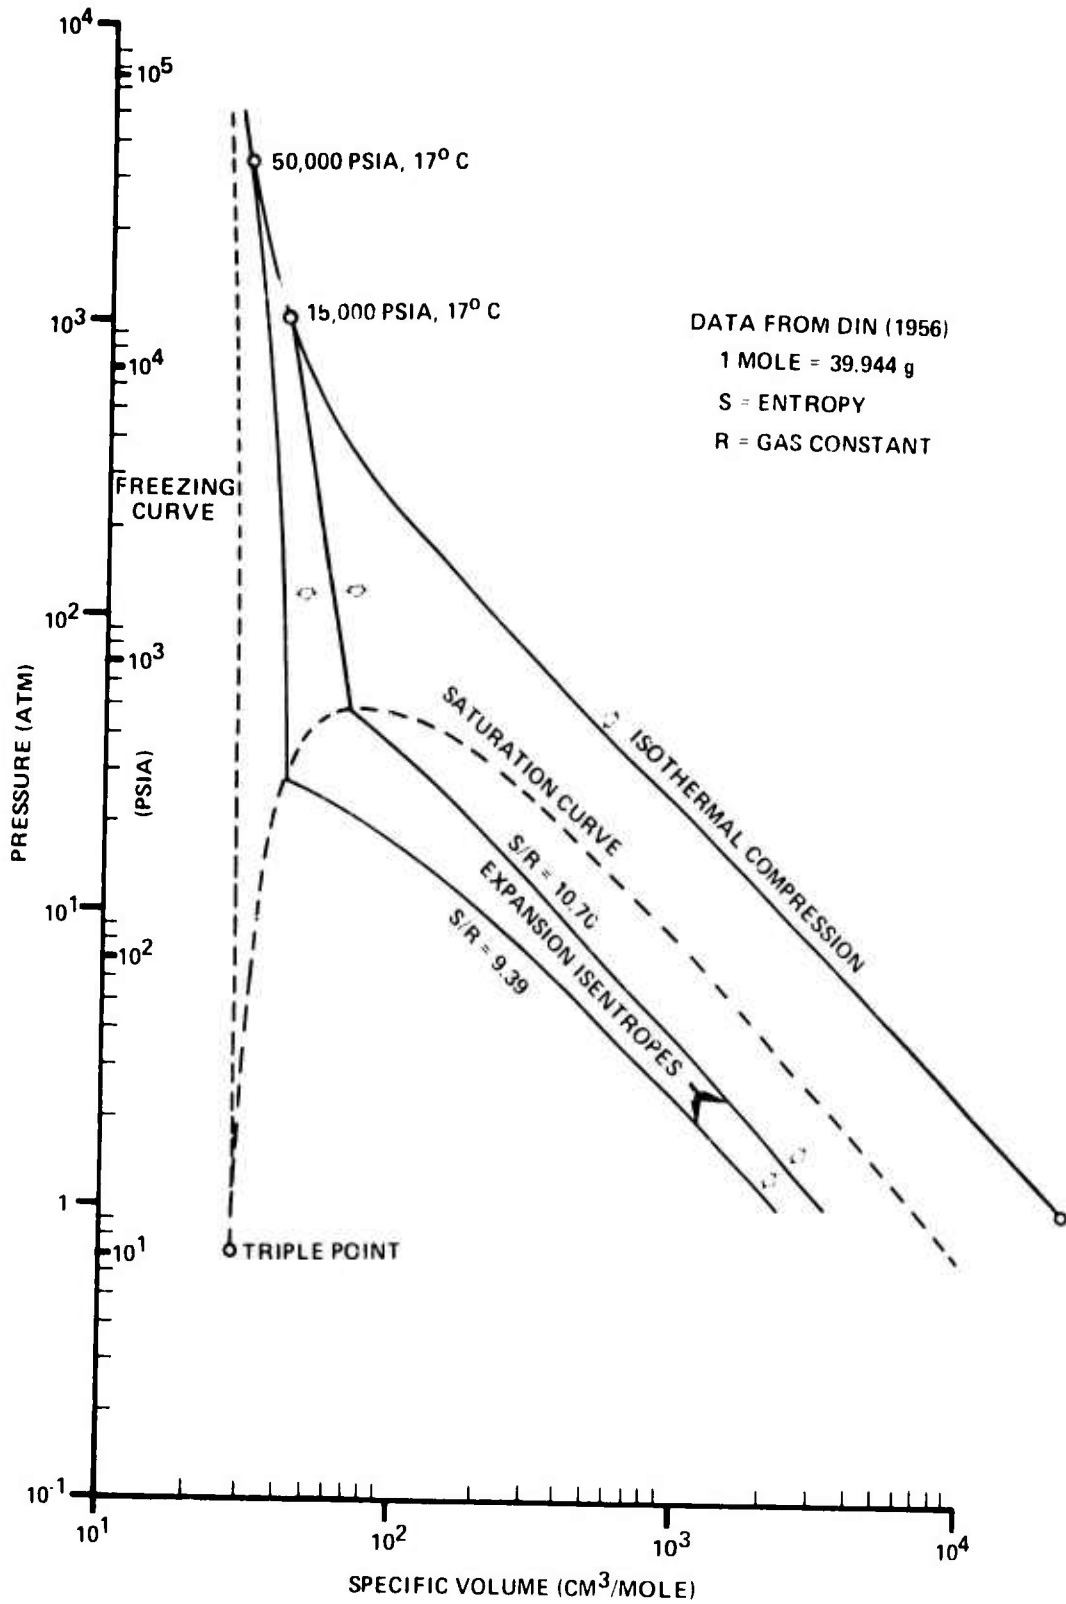 10⁴
10⁵
50,000 PSIA, 17⁰ C
15,000 PSIA, 17⁰ C
10³
10⁴
DATA FROM DIN (1956)
1 MOLE = 39.944 g
S = ENTROPY
R = GAS CONSTANT
FREEZING
CURVE
10²
10³
PRESSURE (ATM)
(PSIA)
SATURATION CURVE
ISOTHERMAL COMPRESSION
S/R = 10.70
EXPANSION ISENTROPES
S/R = 9.39
10¹
10²
1
10¹
TRIPLE POINT
10⁻¹
10¹
10²
10³
10⁴
SPECIFIC VOLUME (CM³/MOLE)